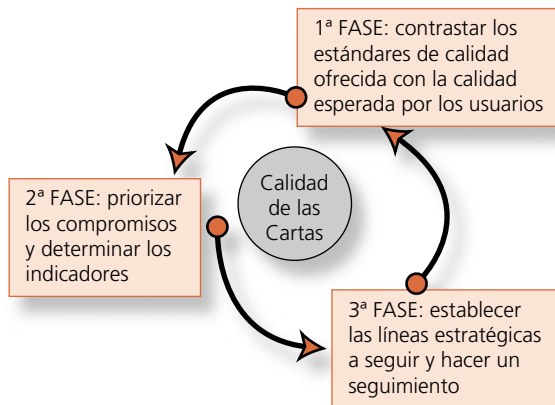 1ª FASE: contrastar los
estándares de calidad
ofrecida con la calidad
esperada por los usuarios
Calidad
de las
Cartas
2ª FASE: priorizar
los compromisos
y determinar los
indicadores
3ª FASE: establecer
las líneas estratégicas
a seguir y hacer un
seguimiento